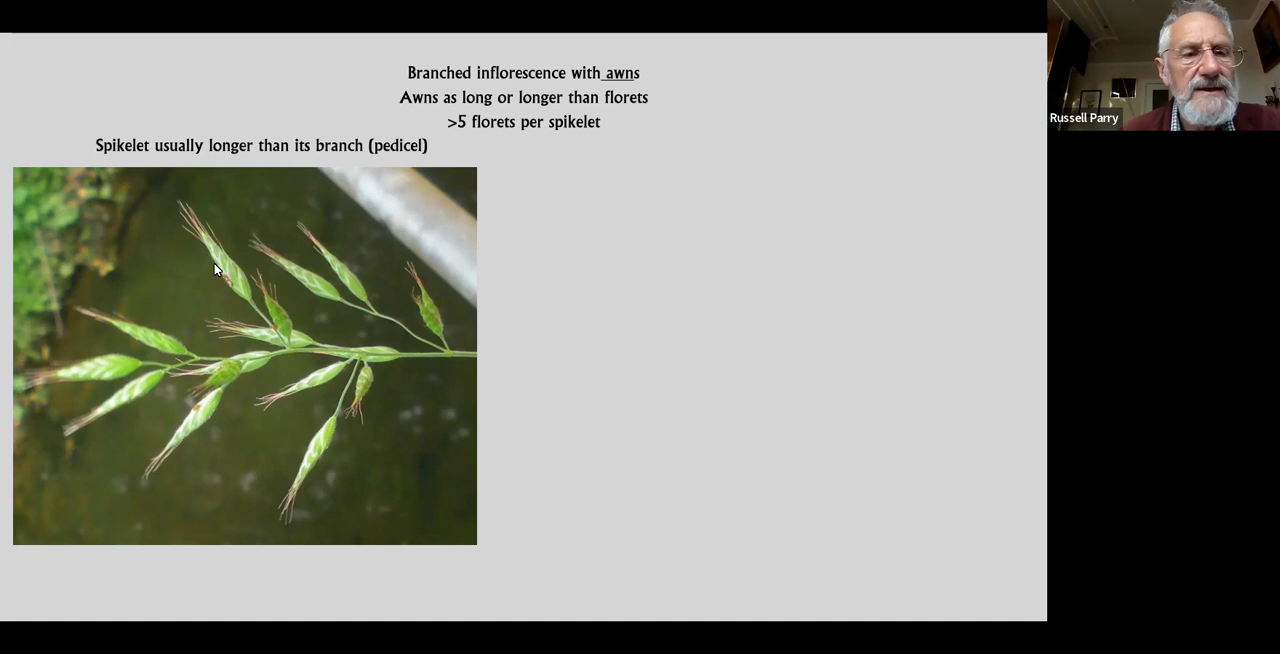 Branched inflorescence with awns
Awns as long or longer than florets
>5 florets per spikelet
Spikelet usually longer than its branch (pedicel)
Russell Parry